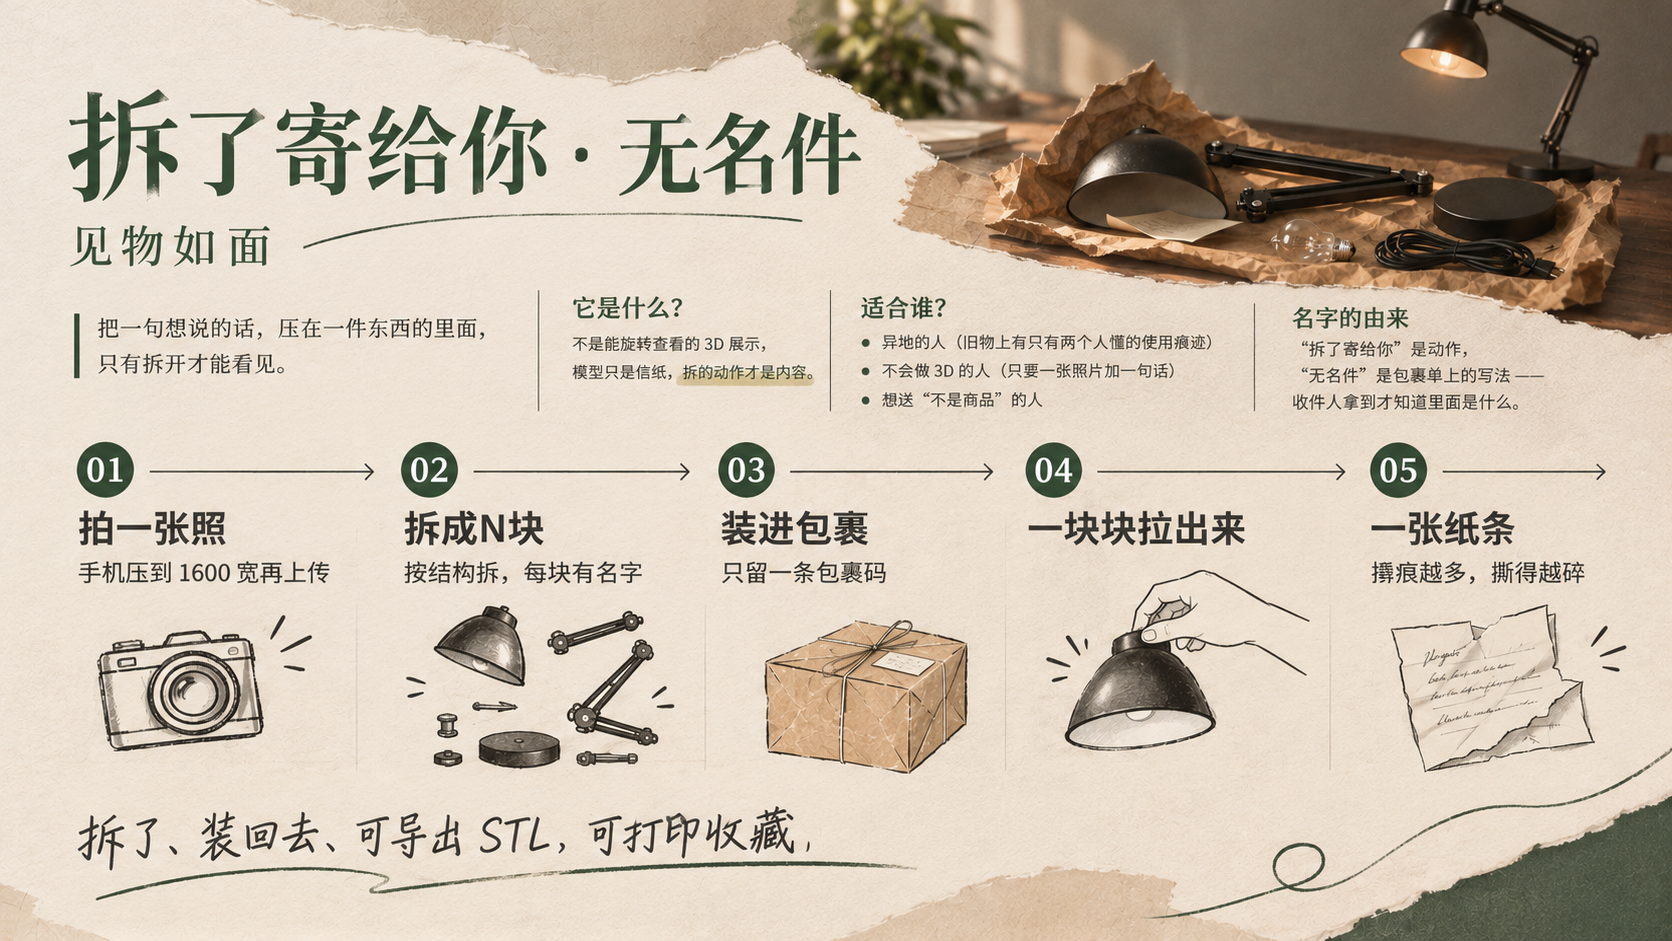 拆了寄给你·无名件
见物如面
把一句想说的话，压在一件东西的里面，
只有拆开才能看见。
它是什么？
不是能旋转查看的 3D 展示，
模型只是信纸，拆的动作才是内容。
适合谁？
异地的人（旧物上有只有两个人懂的使用痕迹）
不会做 3D 的人（只要一张照片加一句话）
想送“不是商品”的人
名字的由来
“拆了寄给你”是动作，
“无名件”是包裹单上的写法 ——
收件人拿到才知道里面是什么。
01
拍一张照
手机压到 1600 宽再上传
02
拆成N块
按结构拆，每块有名字
03
装进包裹
只留一条包裹码
04
一块块拉出来
05
一张纸条
痕越多，撕得越碎
拆了、装回去、可导出 STL，可打印收藏，